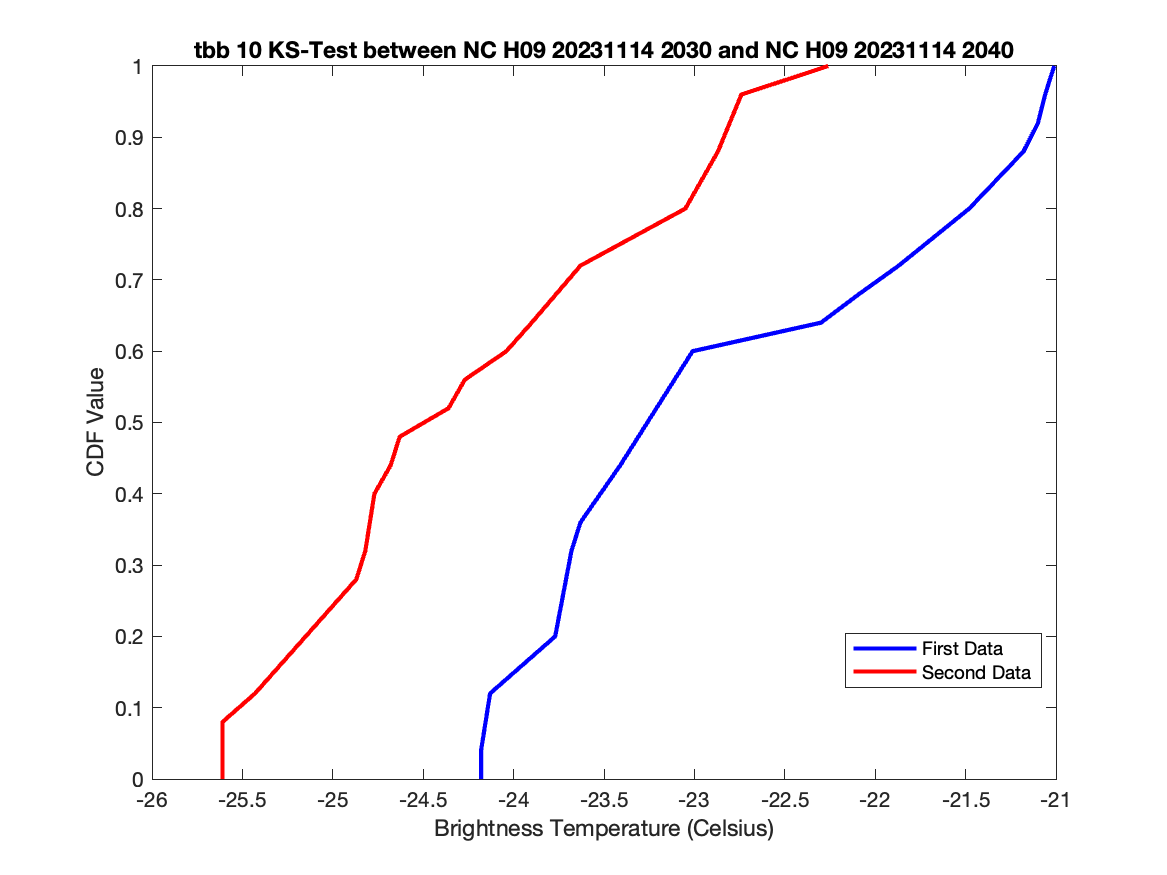 tbb 10 KS-Test between NC H09 20231114 2030 and NC H09 20231114 2040
1
0.9
0.8
0.7
0.6
0.5
0.4
0.3
0.2
0.1
0
CDF Value
First Data
Second Data
-26 -25.5 -25 -24.5 -24 -23.5 -23 -22.5 -22 -21.5 -21
Brightness Temperature (Celsius)